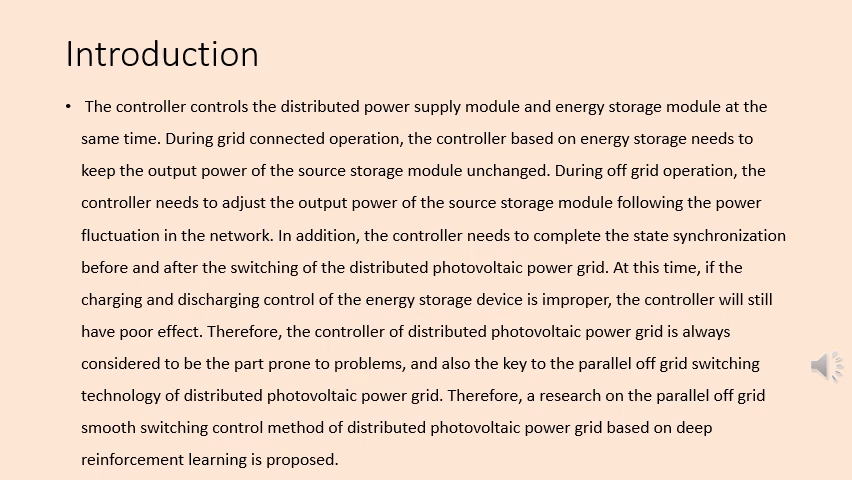 Introduction
• The controller controls the distributed power supply module and energy storage module at the
same time. During grid connected operation, the controller based on energy storage needs to
keep the output power of the source storage module unchanged. During off grid operation, the
controller needs to adjust the output power of the source storage module following the power
fluctuation in the network. In addition, the controller needs to complete the state synchronization
before and after the switching of the distributed photovoltaic power grid. At this time, if the
charging and discharging control of the energy storage device is improper, the controller will still
have poor effect. Therefore, the controller of distributed photovoltaic power grid is always
considered to be the part prone to problems, and also the key to the parallel off grid switching
technology of distributed photovoltaic power grid. Therefore, a research on the parallel off grid
smooth switching control method of distributed photovoltaic power grid based on deep
reinforcement learning is proposed.